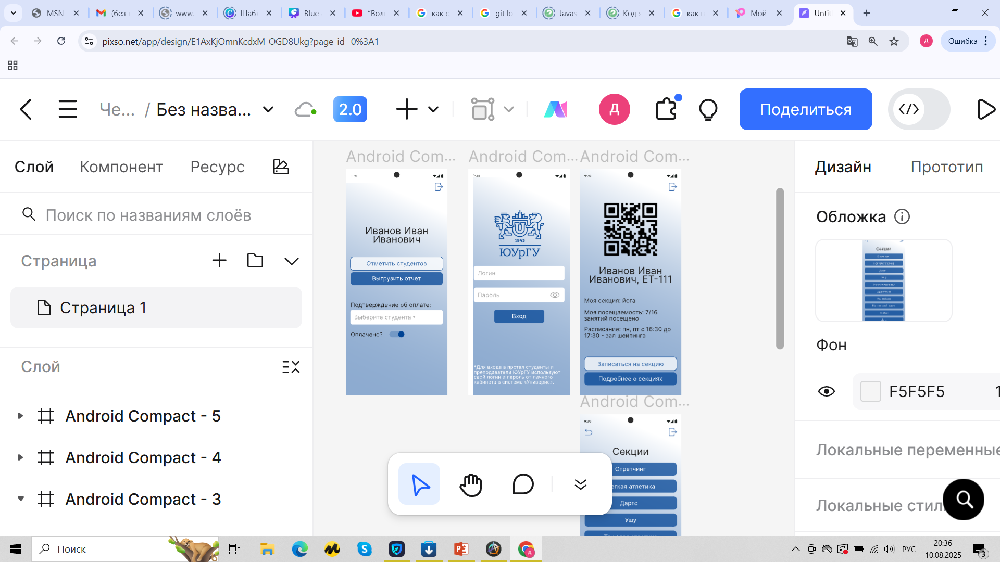 MSN
(без т
www.
Шабл
Blue
"Волш
как с
git lo
Javas
Код я
как в
Мой
Untit
pixso.net/app/design/E1AxKjOmnKcdxM-OGD8Ukg?page-id=0%3A1
Д
Ошибка
Че... / Без назва...
2.0
Д
Поделиться
Слой
Компонент
Ресурс
Дизайн
Прототип
Поиск по названиям слоёв
Страница
Страница 1
Слой
Android Compact - 5
Android Compact - 4
Android Compact - 3
Android Com...
9:30
Иванов Иван
Иванович
Отметить студентов
Выгрузить отчет
Подтверждение об оплате:
Выберите студента
Оплачено?
Android Com...
9:30
1943
ЮУрГУ
Логин
Пароль
Вход
*Для входа в протал студенты и
преподаватели ЮУрГУ используют
свой логин и пароль от личного
кабинета в системе «Универис».
Android Com...
9:30
Иванов Иван
Иванович, ЕТ-111
Моя секция: йога
Моя посещаемость: 7/16
занятий посещено
Расписание: пн, пт с 16:30 до
17:30 - зал шейпинга
Записаться на секцию
Подробнее о секциях
Android Com...
9:30
Секции
Стретчинг
егкая атлетика
Дартс
Ушу
Обложка
Секции
Фон
F5F5F5
1
Локальные переменные
Локальные стил
Поиск
РУС
20:36
10.08.2025
3